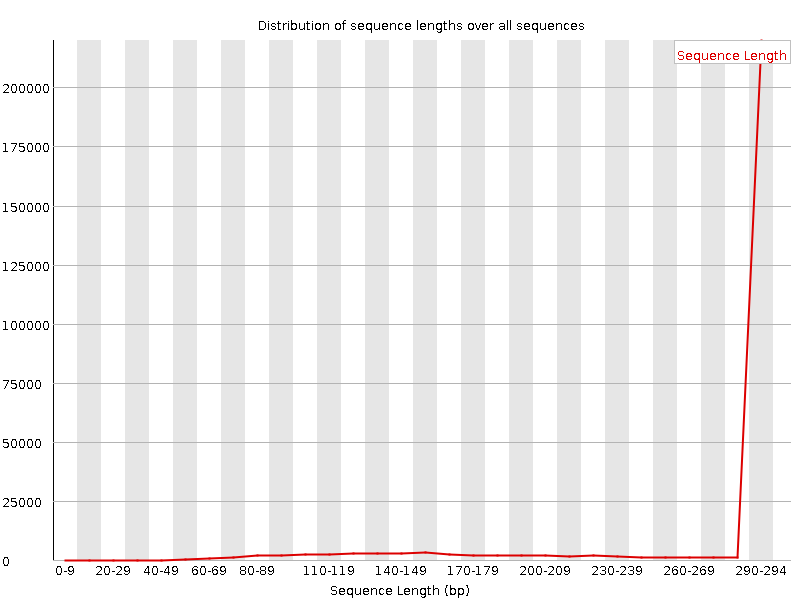 Distribution of sequence lengths over all sequences
Sequence Length
200000
175000
150000
125000
100000
75000
50000
25000
0
0-9 20-29 40-49 60-69 80-89 110-119 140-149 170-179 200-209 230-239 260-269 290-294
Sequence Length (bp)